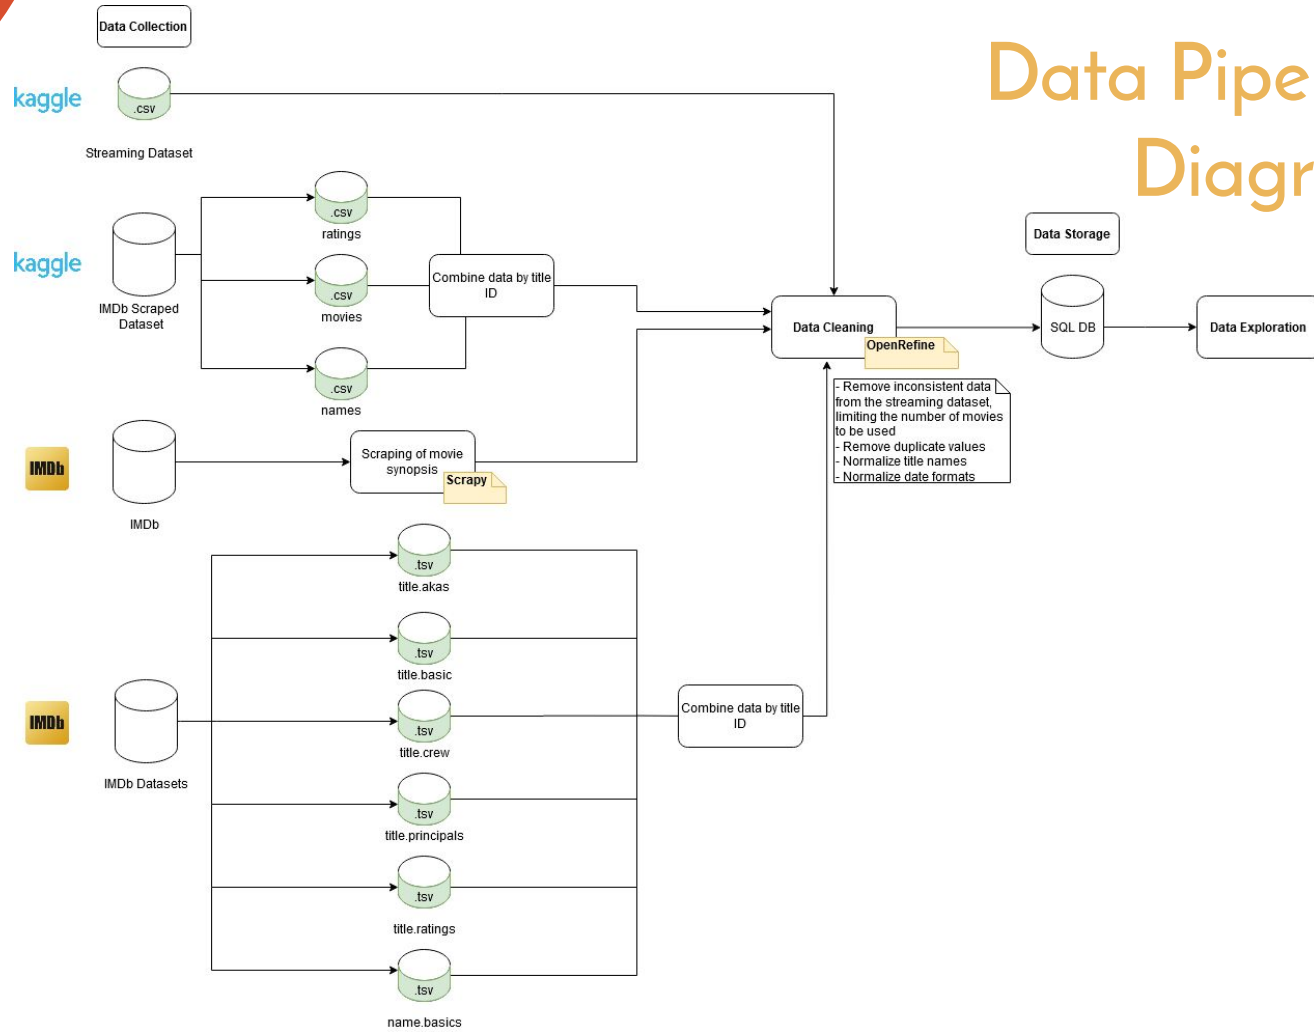 Data Collection
Data Pipe
Diagr
kaggle
.csv
Streaming Dataset
kaggle
IMDb Scraped
Dataset
.csv
ratings
.csv
movies
.csv
names
Combine data by title
ID
Data Cleaning
OpenRefine
- Remove inconsistent data
from the streaming dataset,
limiting the number of movies
to be used
- Remove duplicate values
- Normalize title names
- Normalize date formats
Data Storage
SQL DB
Data Exploration
IMDb
IMDb
Scraping of movie
synopsis
Scrapy
IMDb
IMDb Datasets
.tsv
title.akas
.tsv
title.basic
.tsv
title.crew
.tsv
title.principals
.tsv
title.ratings
.tsv
name.basics
Combine data by title
ID